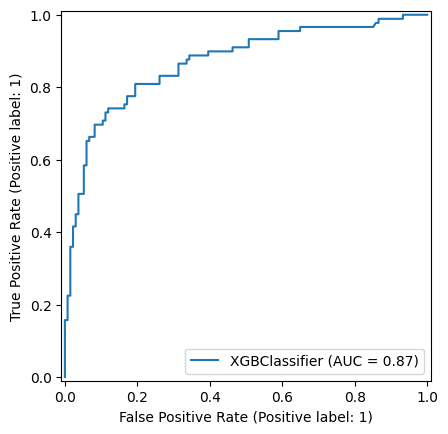 1.0
0.8
0.6
0.4
0.2
0.0
True Positive Rate (Positive label: 1)
XGBClassifier (AUC = 0.87)
0.0 0.2 0.4 0.6 0.8 1.0
False Positive Rate (Positive label: 1)